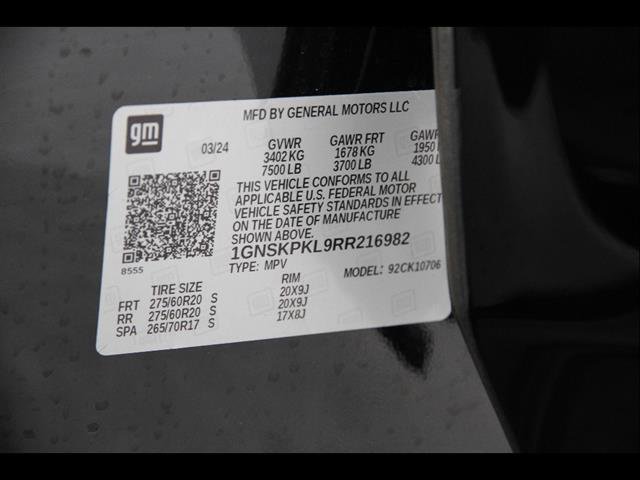 gm
MFD BY GENERAL MOTORS LLC
03/24 GVWR GAWR FRT GAWR
3402 KG 1678 KG 1950
7500 LB 3700 LB 4300 L
THIS VEHICLE CONFORMS TO ALL
APPLICABLE U.S. FEDERAL MOTOR
VEHICLE SAFETY STANDARDS IN EFFECT
ON THE DATE OF MANUFACTURE
SHOWN ABOVE.
8555
1GNSKPKL9RR216982
TYPE: MPV MODEL: 92CK10706
TIRE SIZE RIM
FRT 275/60R20 S 20X9J
RR 275/60R20 S 20X9J
SPA 265/70R17 S 17X8J